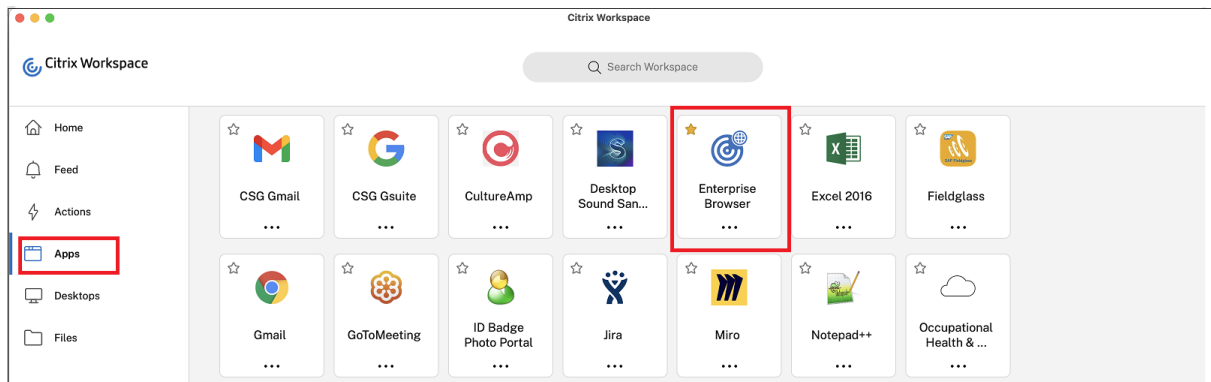 Citrix Workspace
Citrix Workspace
Search Workspace
Home
Feed
Actions
Apps
Desktops
Files
CSG Gmail
CSG Gsuite
CultureAmp
Desktop
Sound San...
Enterprise
Browser
Excel 2016
Fieldglass
Gmail
GoToMeeting
ID Badge
Photo Portal
Jira
Miro
Notepad++
Occupational
Health & ...